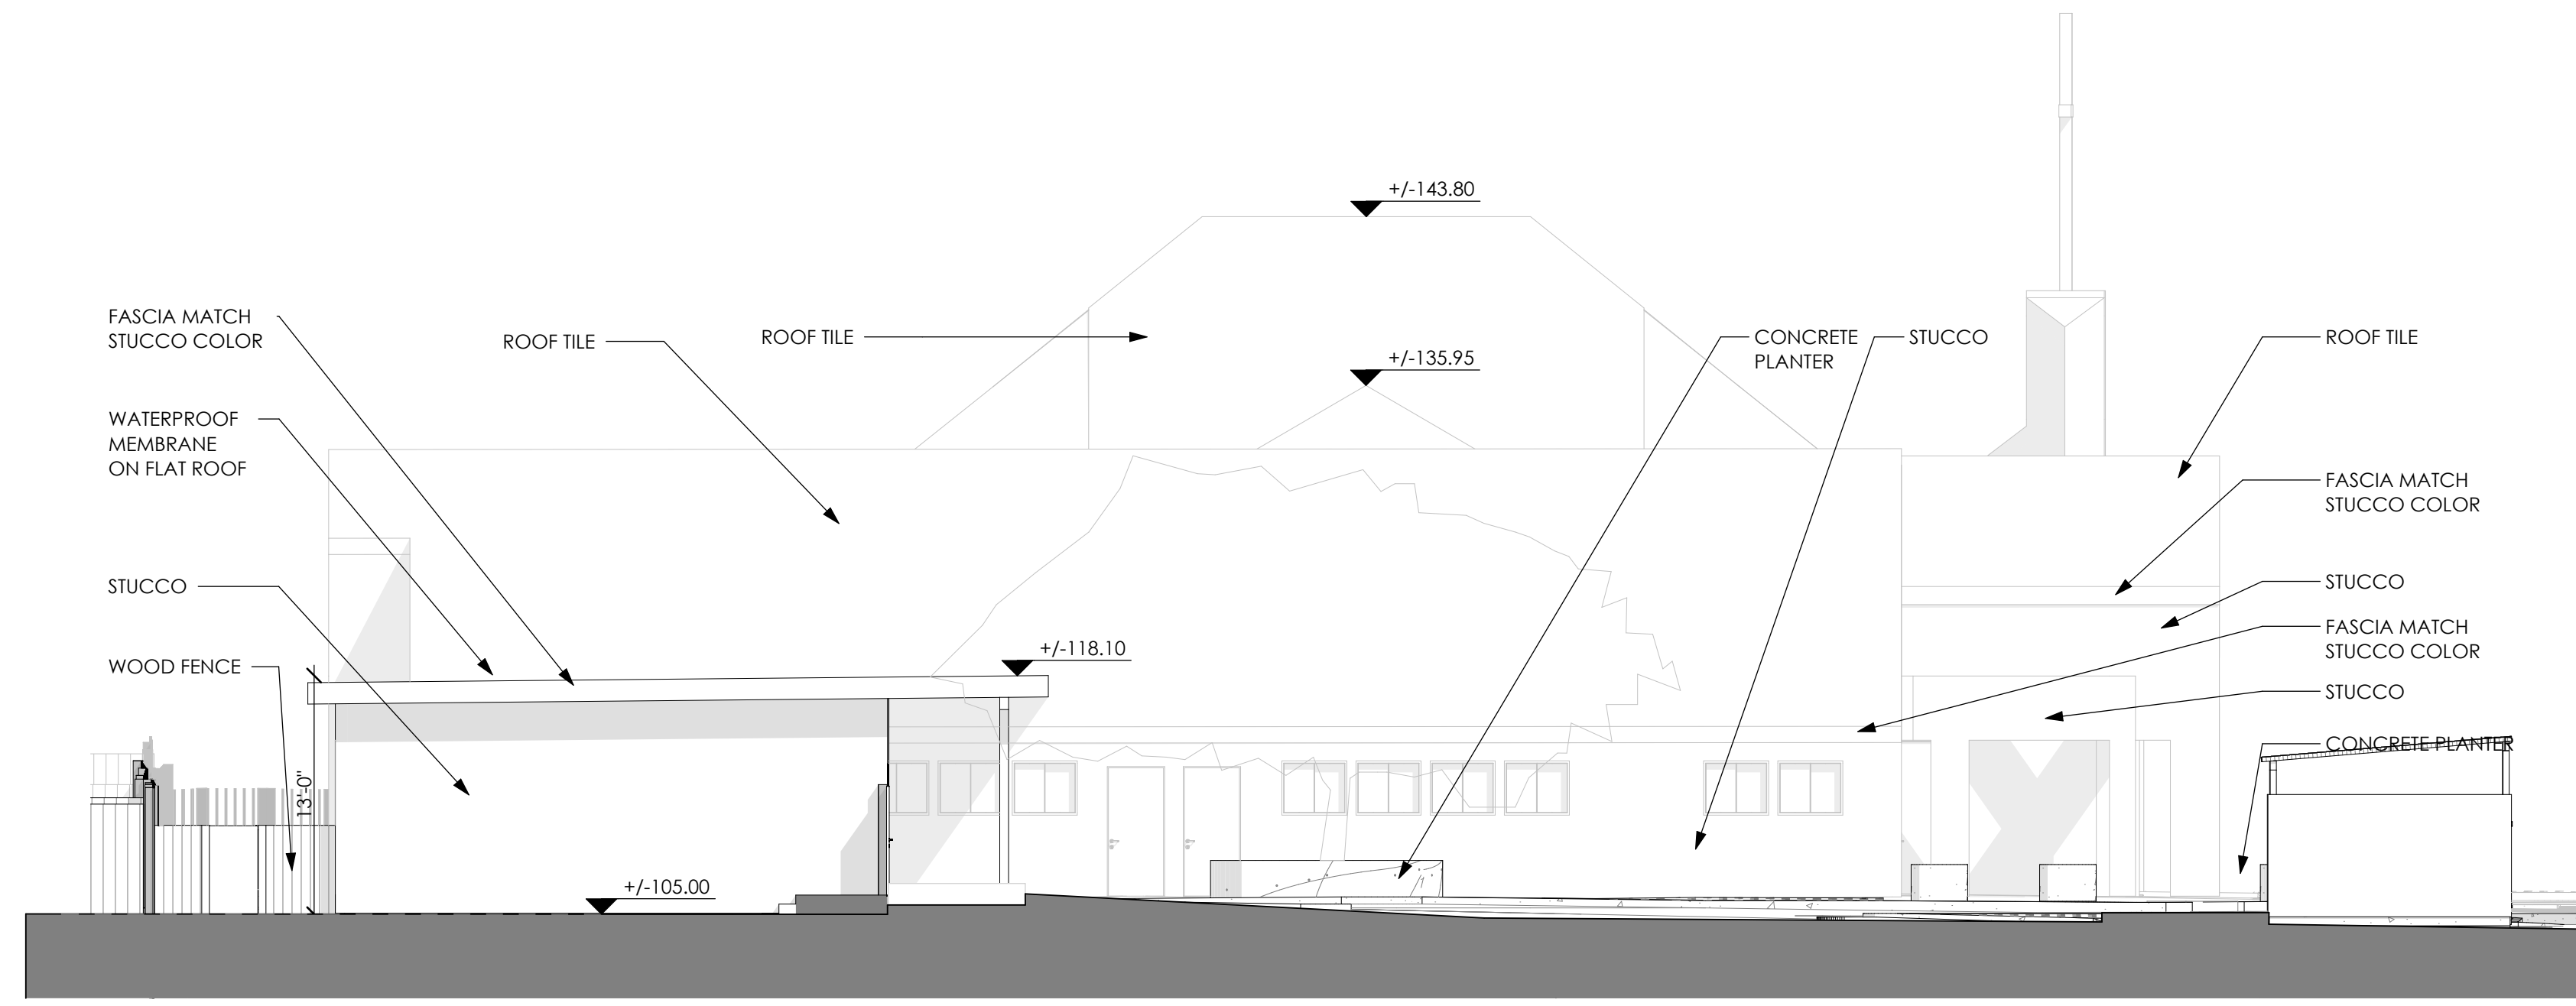 +/-143.80
FASCIA MATCH
STUCCO COLOR
ROOF TILE
ROOF TILE
+/-135.95
CONCRETE
PLANTER
STUCCO
ROOF TILE
WATERPROOF
MEMBRANE
ON FLAT ROOF
FASCIA MATCH
STUCCO COLOR
STUCCO
STUCCO
FASCIA MATCH
STUCCO COLOR
+/-118.10
WOOD FENCE
STUCCO
CONCRETE PLANTER
13'-0"
+/-105.00